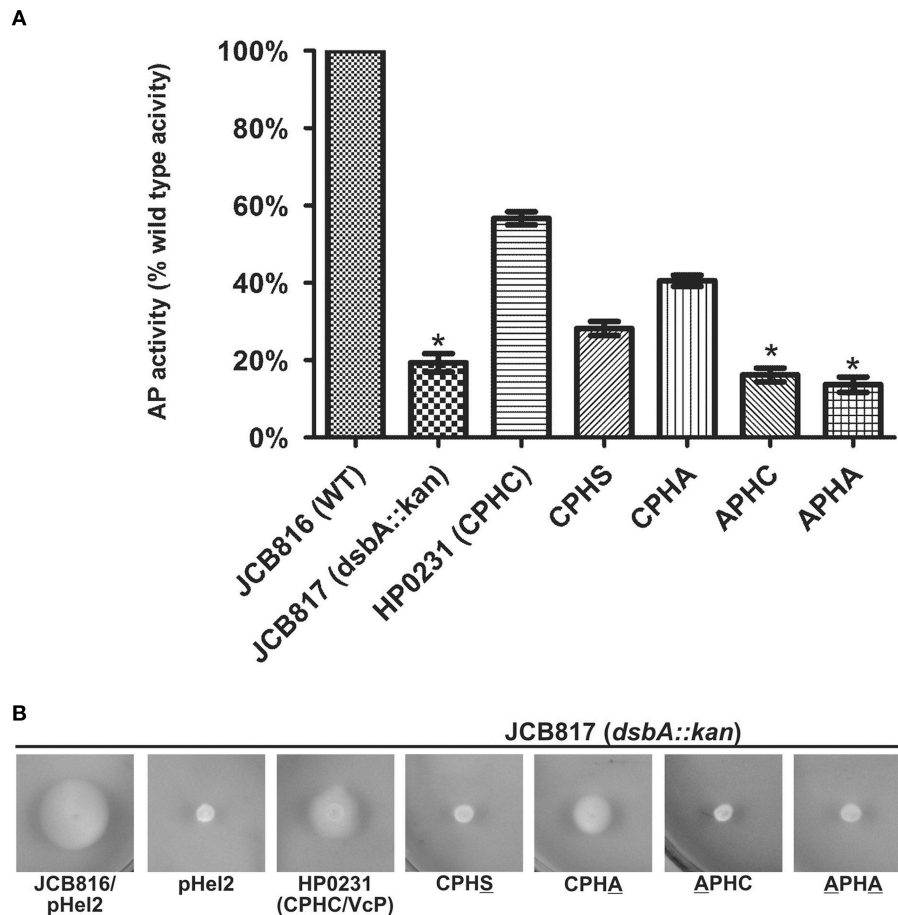 A
AP activity (% wild type acivity)
100%
80%
60%
40%
20%
0%
*
*
*
JCB816 (WT)
JCB817 (dsbA::kan)
HP0231 (CPHC)
CPHS
CPHA
APHC
APHA
B
JCB817 (dsbA::kan)
JCB816/
pHel2
pHel2
HP0231
(CPHC/VcP)
CPHS
CPHA
APHC
APHA